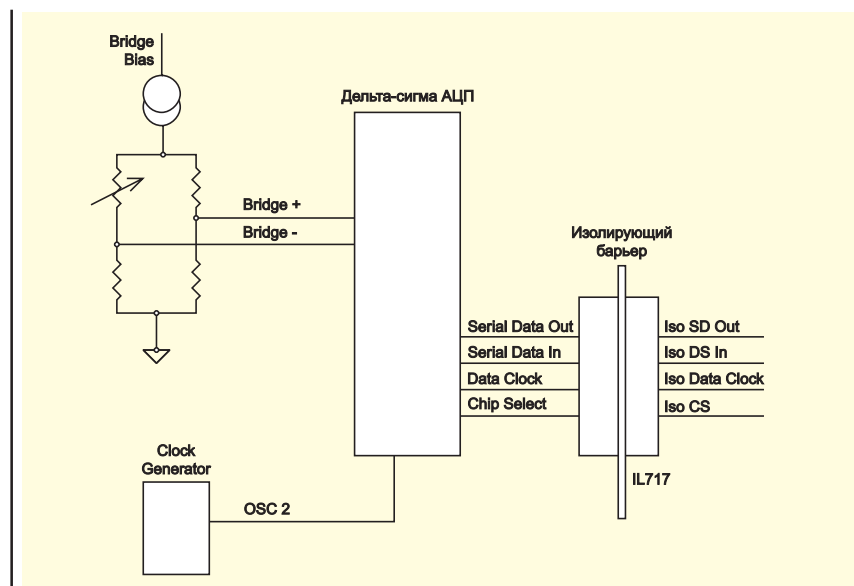 Bridge
Bias
Дельта-сигма АЦП
Bridge +
Bridge -
Изолирующий
барьер
Serial Data Out
Serial Data In
Data Clock
Chip Select
Iso SD Out
Iso DS In
Iso Data Clock
Iso CS
IL717
Clock
Generator
OSC 2